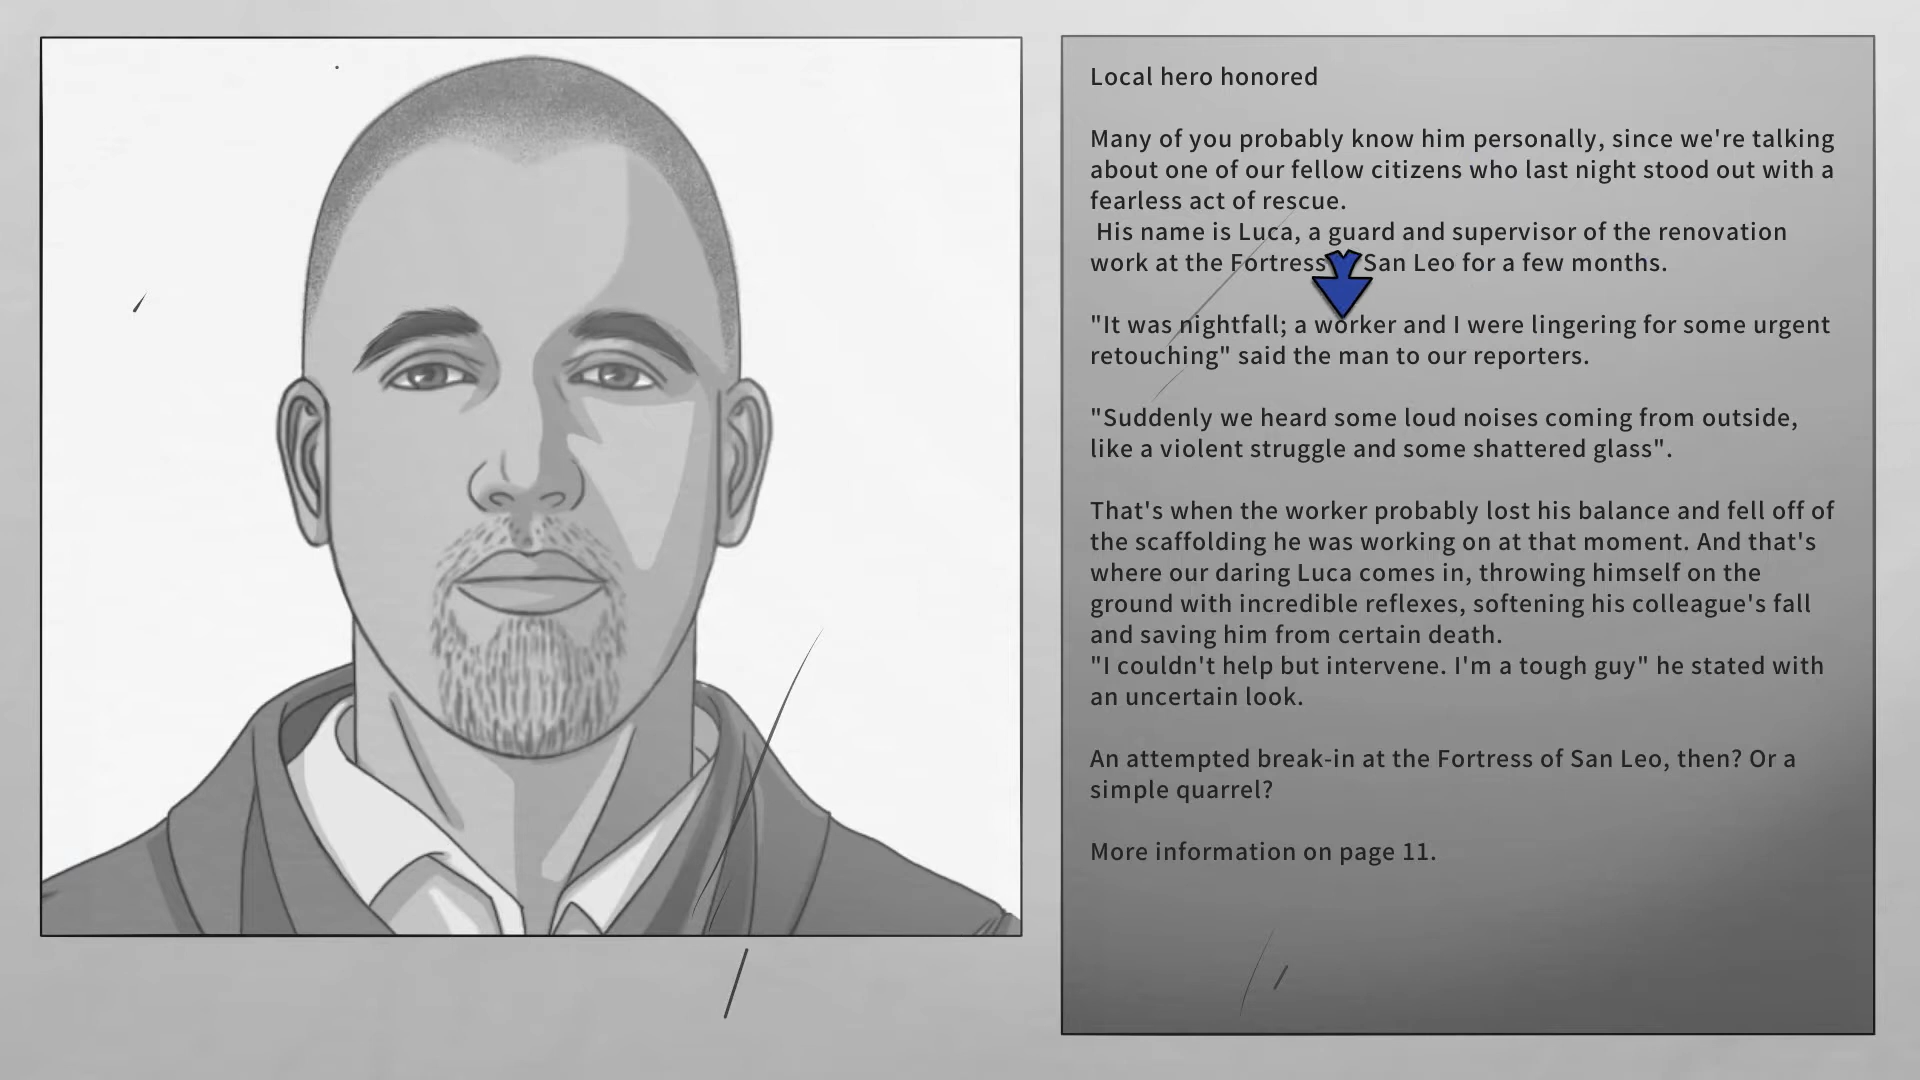 Local hero honored
Many of you probably know him personally, since we're talking
about one of our fellow citizens who last night stood out with a
fearless act of rescue.
His name is Luca, a guard and supervisor of the renovation
work at the Fortress San Leo for a few months.
"It was nightfall; a worker and I were lingering for some urgent
retouching" said the man to our reporters.
"Suddenly we heard some loud noises coming from outside,
like a violent struggle and some shattered glass".
That's when the worker probably lost his balance and fell off of
the scaffolding he was working on at that moment. And that's
where our daring Luca comes in, throwing himself on the
ground with incredible reflexes, softening his colleague's fall
and saving him from certain death.
"I couldn't help but intervene. I'm a tough guy" he stated with
an uncertain look.
An attempted break-in at the Fortress of San Leo, then? Or a
simple quarrel?
More information on page 11.